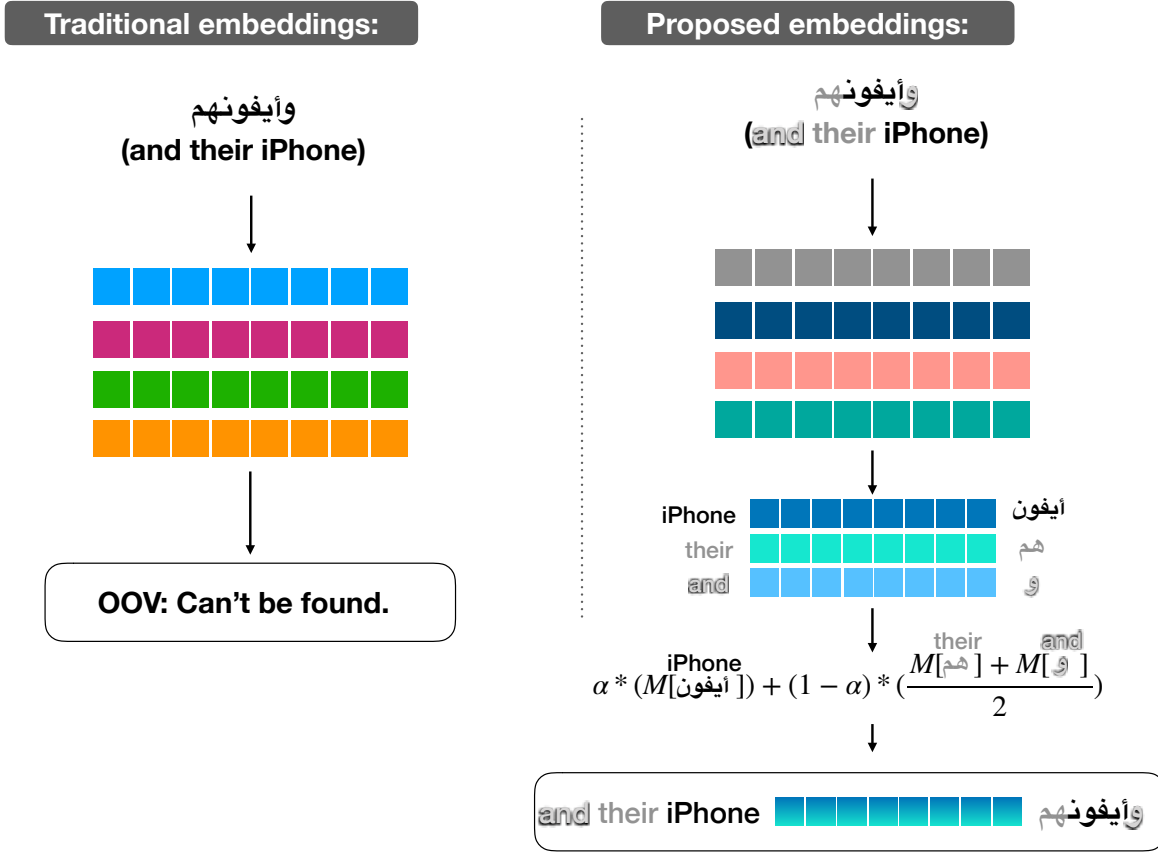 Traditional embeddings:
وأيفونهم
(and their iPhone)
OOV: Can't be found.
Proposed embeddings:
وأيفونهم
(and their iPhone)
iPhone أيفون
their هم
and و
iPhone their and
α * (M[أيفون ]) + (1 − α) * (M[هم ] + M[و ] / 2)
and their iPhone وأيفونهم